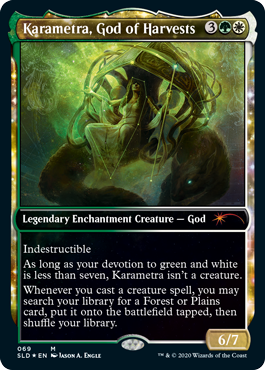 Karametra, God of Harvests 3
Legendary Enchantment Creature — God
Indestructible
As long as your devotion to green and white
is less than seven, Karametra isn't a creature.
Whenever you cast a creature spell, you may
search your library for a Forest or Plains
card, put it onto the battlefield tapped, then
shuffle your library.
6/7
069 M
SLD ★ EN Jason A. Engle
™ & © 2020 Wizards of the Coast